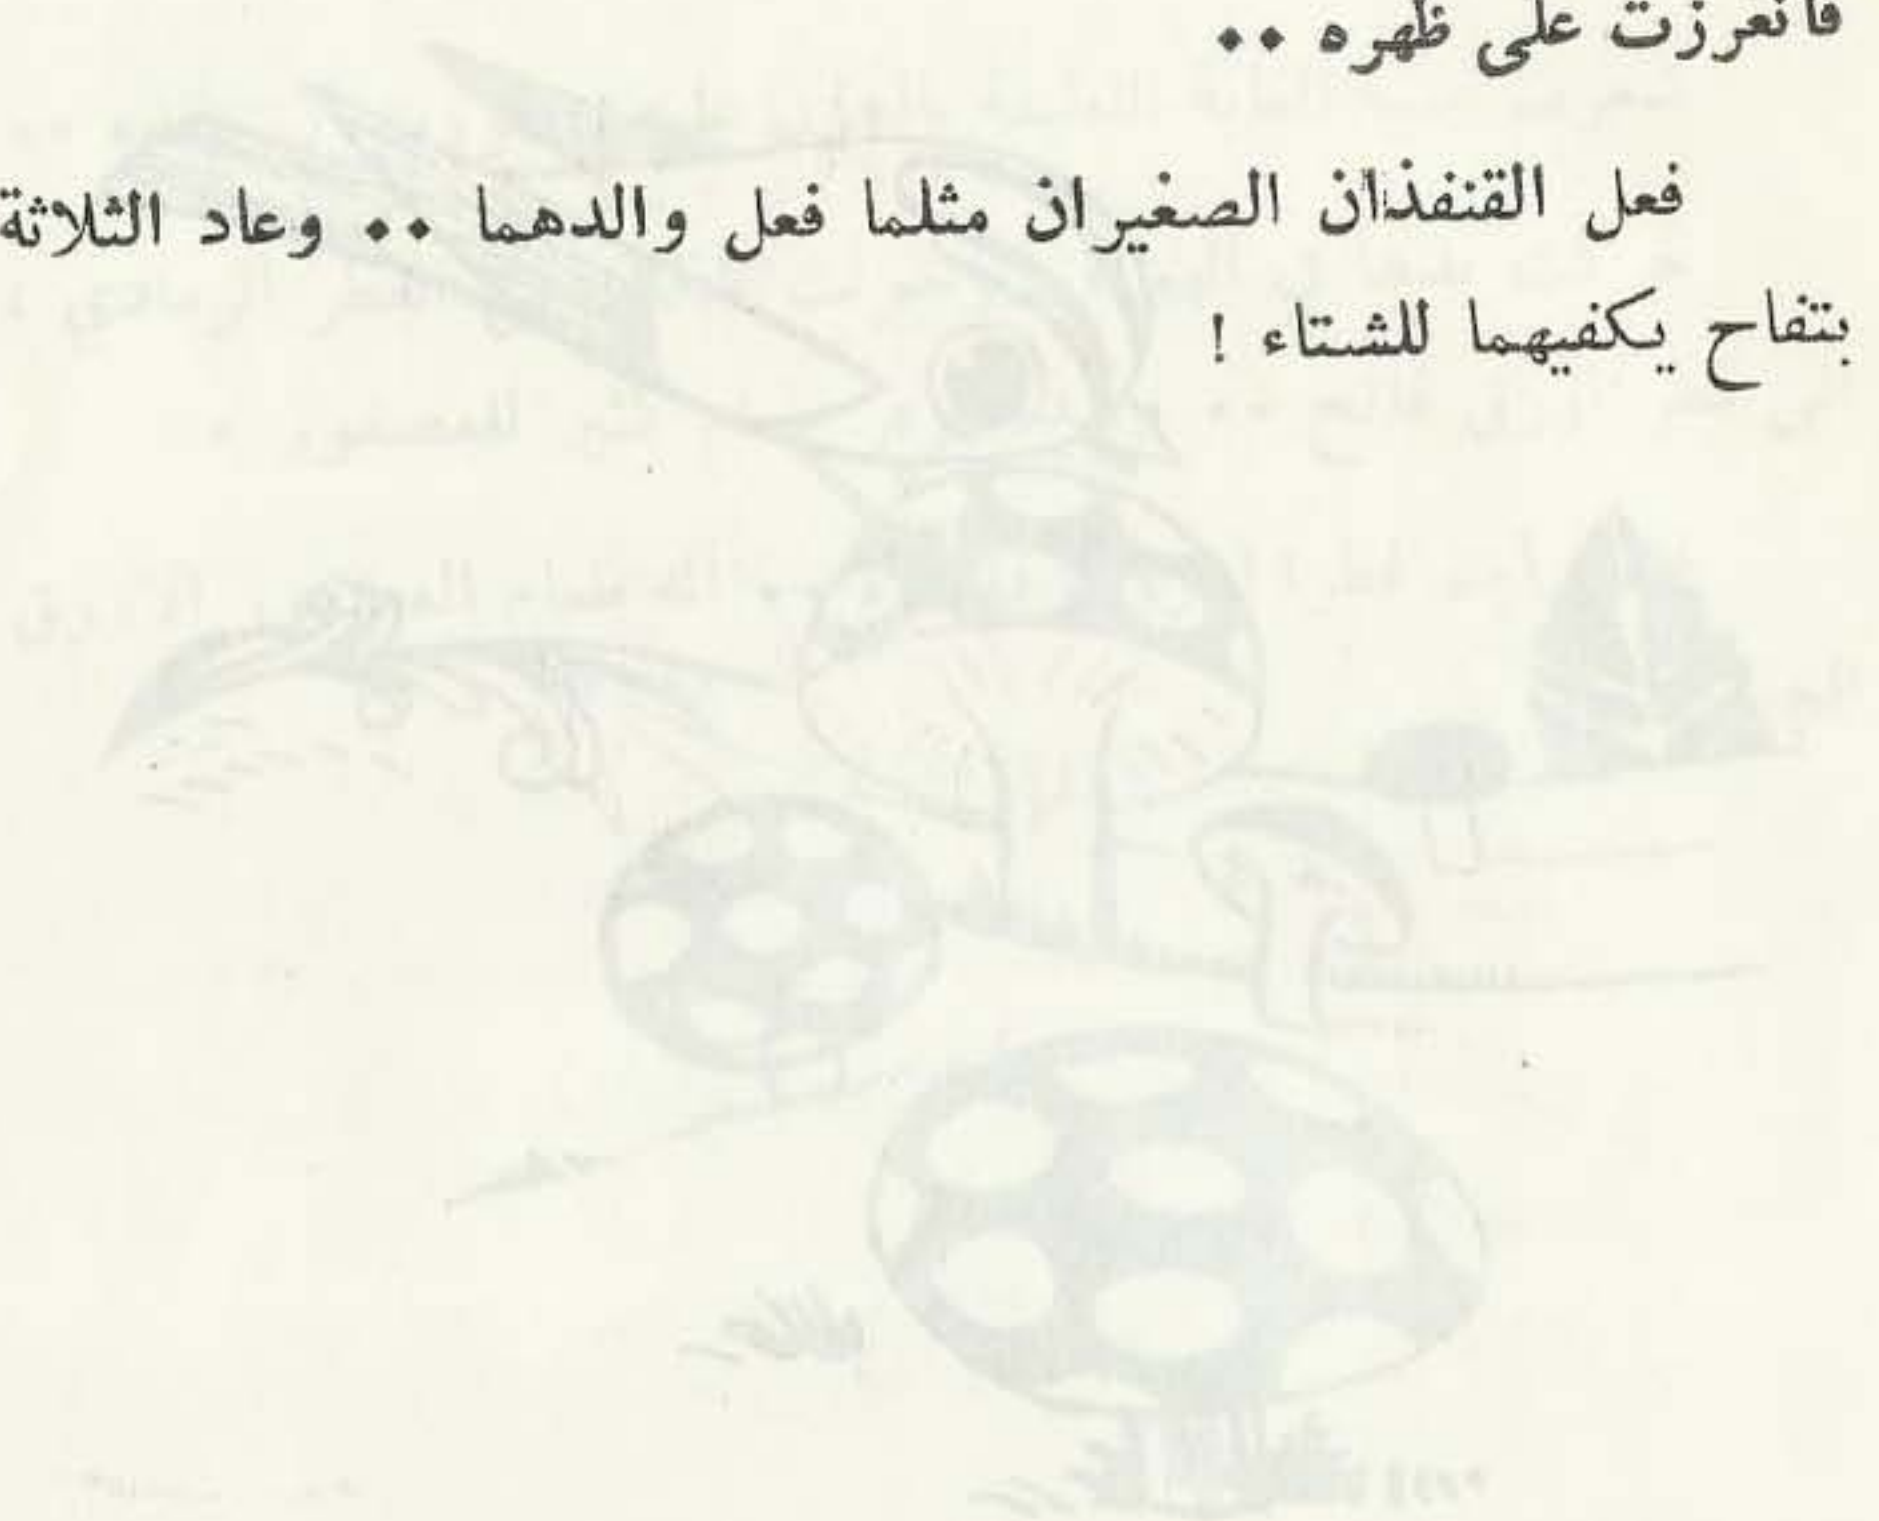 فانغرزت على ظهره ••
فعل القنفذان الصغيران مثلما فعل والدهما •• وعاد الثلاثة
بتفاح يكفيهما للشتاء !